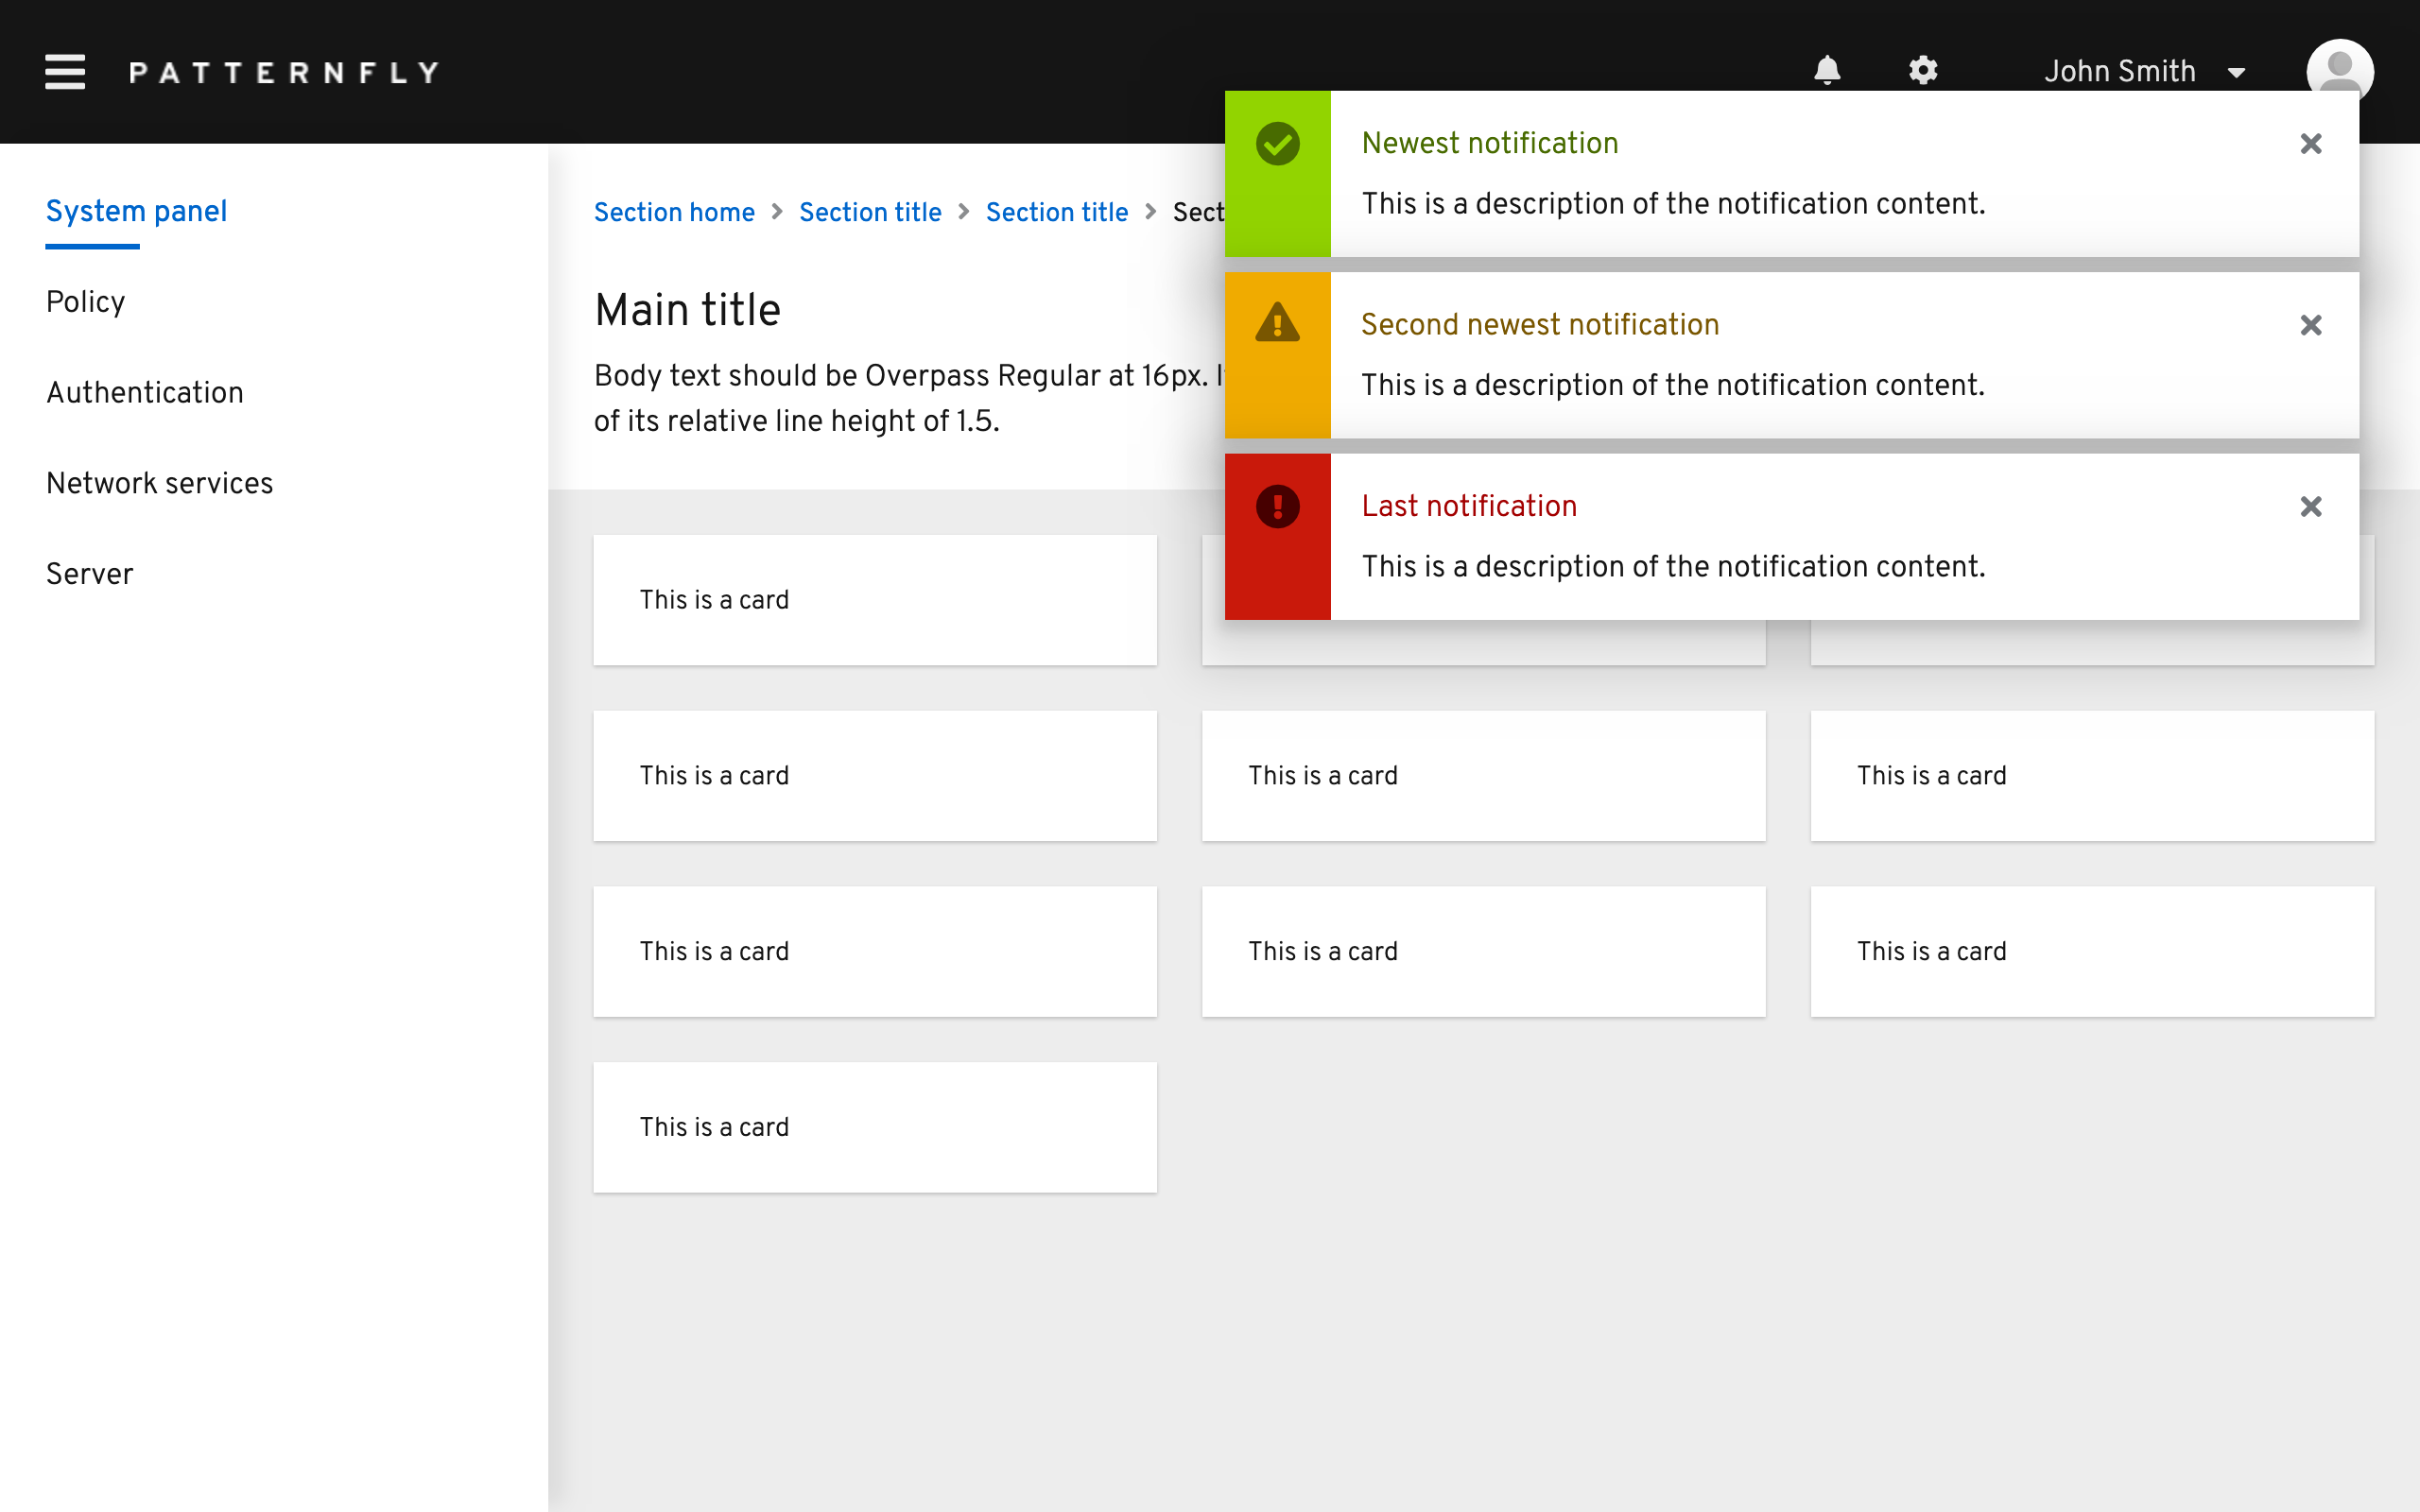 PATTERNFLY
John Smith
System panel
Policy
Authentication
Network services
Server
Section home > Section title > Section title > Sect
Main title
Body text should be Overpass Regular at 16px.
of its relative line height of 1.5.
Newest notification
This is a description of the notification content.
Second newest notification
This is a description of the notification content.
Last notification
This is a description of the notification content.
This is a card
This is a card
This is a card
This is a card
This is a card
This is a card
This is a card
This is a card